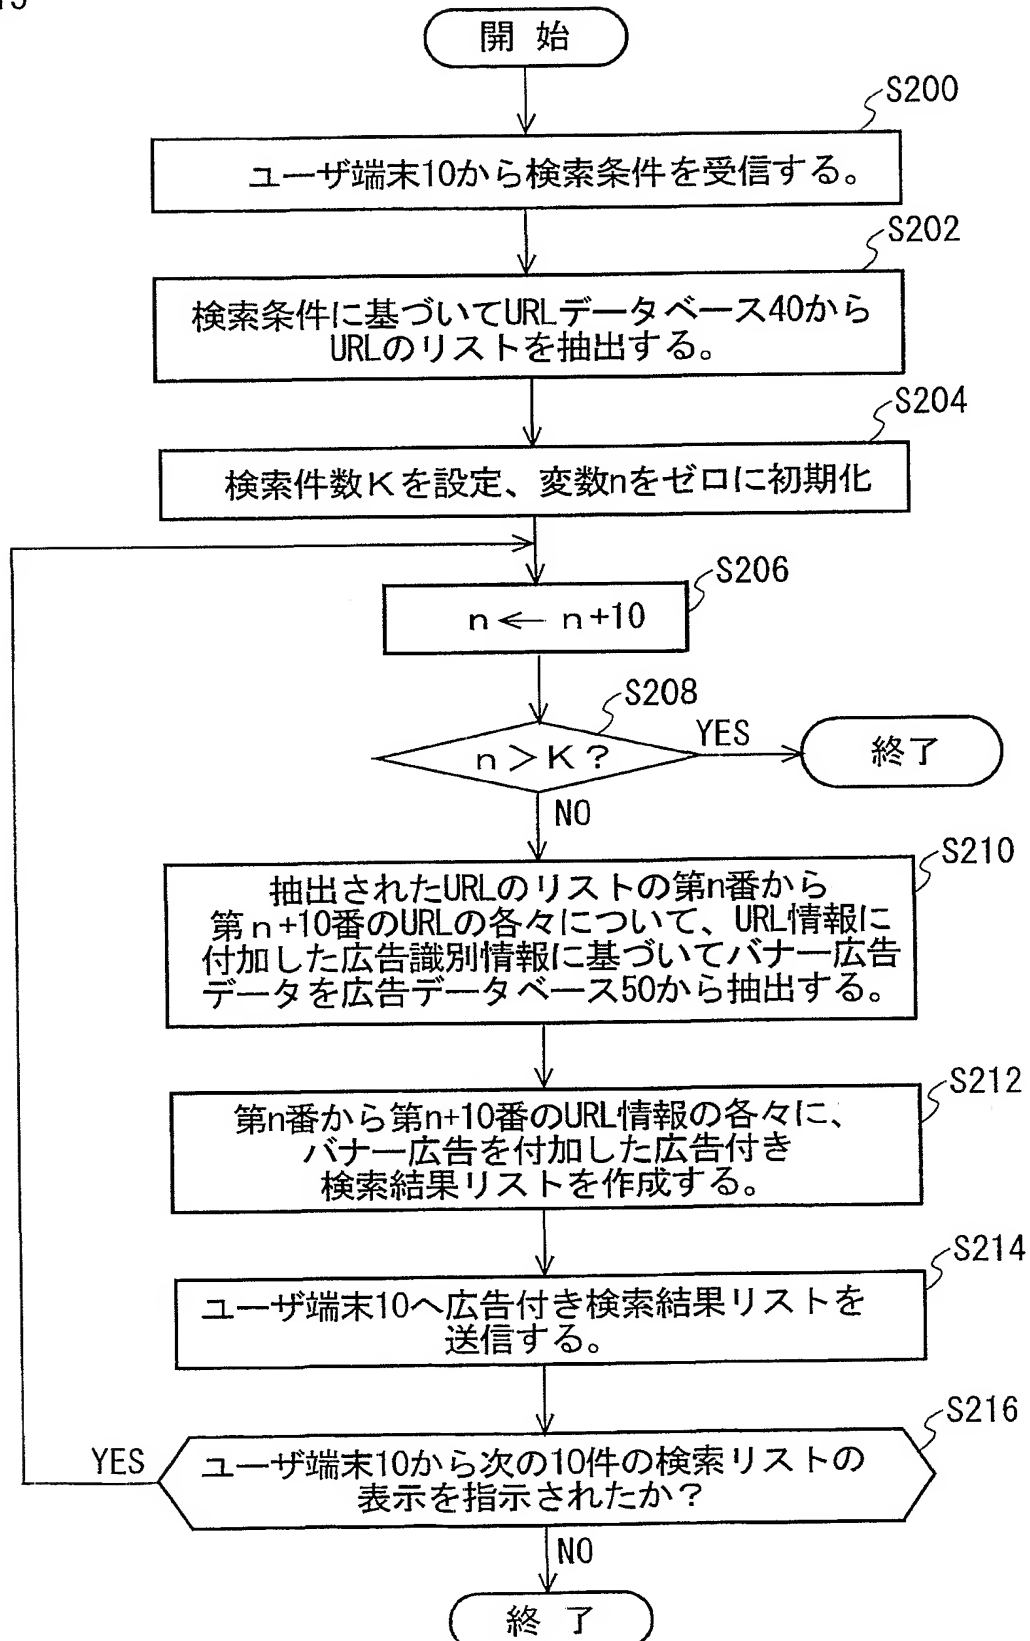 開 始
S200
ユーザ端末10から検索条件を受信する。
S202
検索条件に基づいてURLデータベース40から
URLのリストを抽出する。
S204
検索件数Kを設定、変数nをゼロに初期化
S206
n ← n+10
S208
n>K?
YES
終了
NO
S210
抽出されたURLのリストの第n番から
第n+10番のURLの各々について、URL情報に
付加した広告識別情報に基づいてバナー広告
データを広告データベース50から抽出する。
S212
第n番から第n+10番のURL情報の各々に、
バナー広告を付加した広告付き
検索結果リストを作成する。
S214
ユーザ端末10へ広告付き検索結果リストを
送信する。
S216
YES
ユーザ端末10から次の10件の検索リストの
表示を指示されたか?
NO
終 了